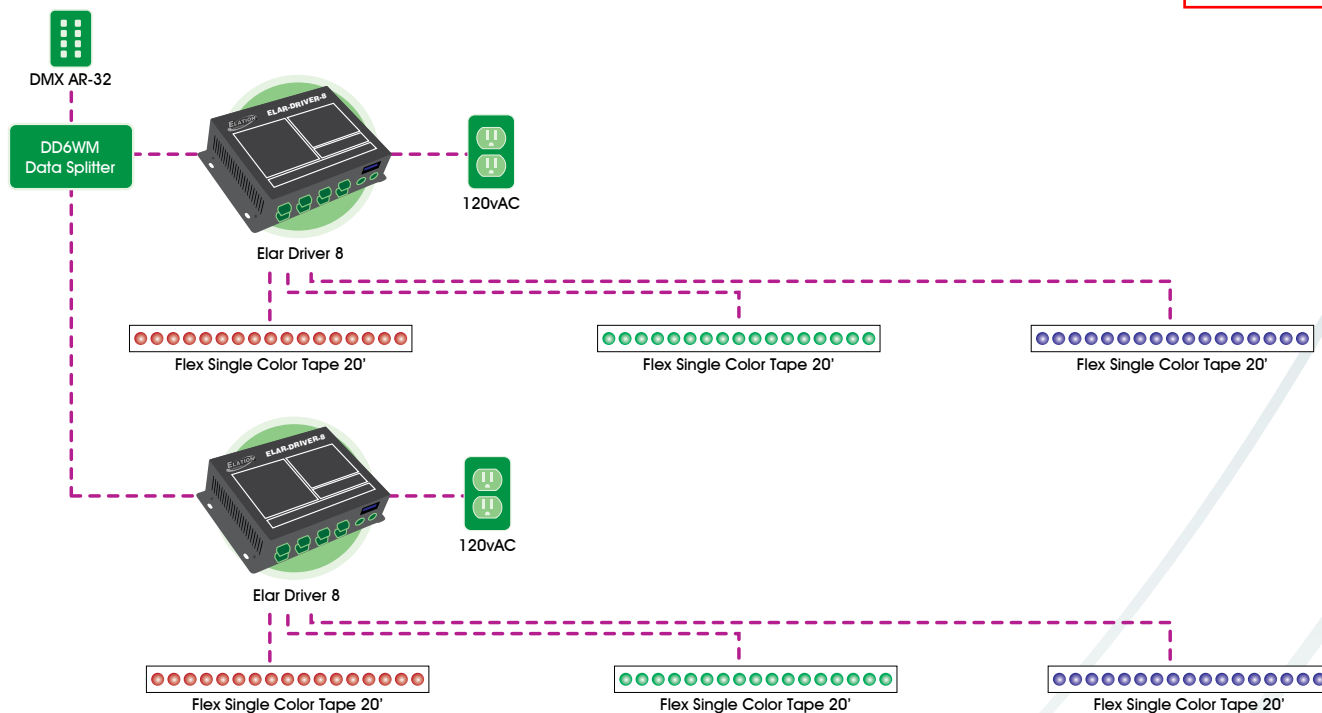 DMX AR-32
DD6WM
Data Splitter
ELATION
ELAR-DRIVER-8
120vAC
Elar Driver 8
Flex Single Color Tape 20'
Flex Single Color Tape 20'
Flex Single Color Tape 20'
ELATION
ELAR-DRIVER-8
120vAC
Elar Driver 8
Flex Single Color Tape 20'
Flex Single Color Tape 20'
Flex Single Color Tape 20'